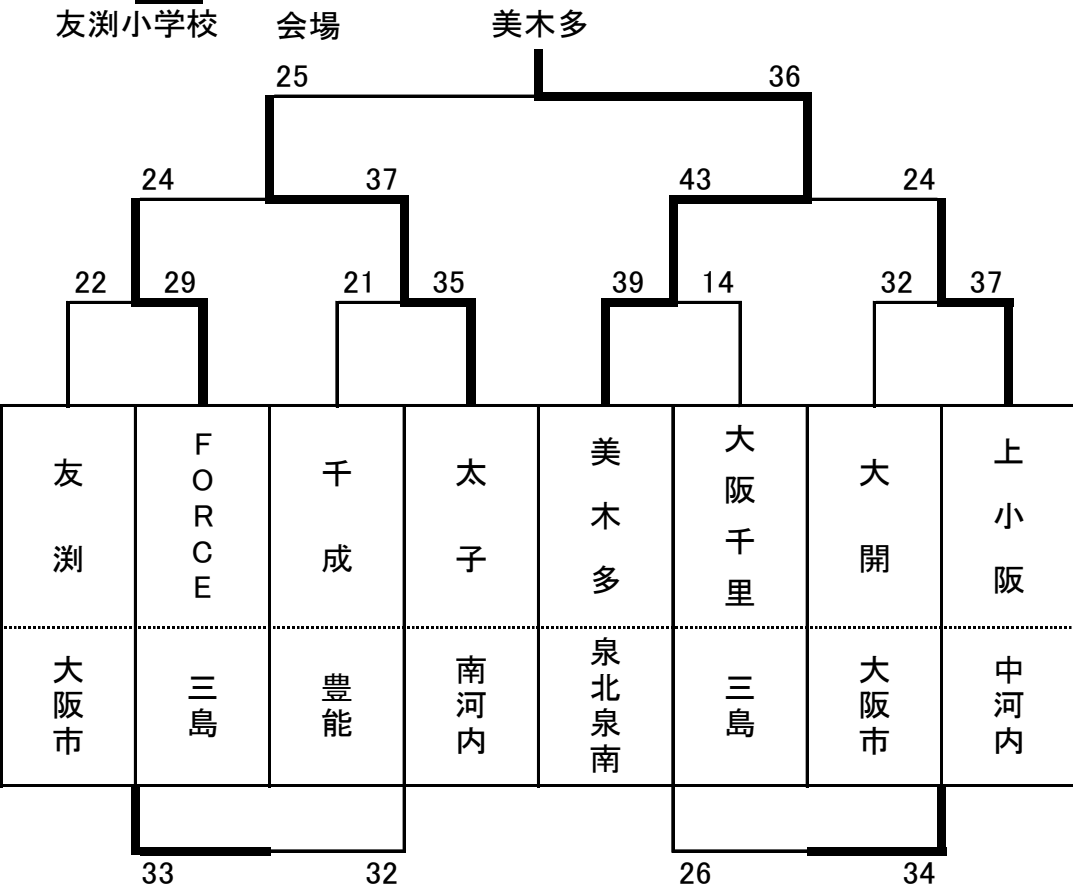 友渕小学校 会場 美木多
25 36
24 37 43 24
22 29 21 35 39 14 32 37
友渕
FORCE
千成
太子
美木多
大阪千里
大開
上小阪
大阪市
三島
豊能
南河内
泉北泉南
三島
大阪市
中河内
33 32 26 34